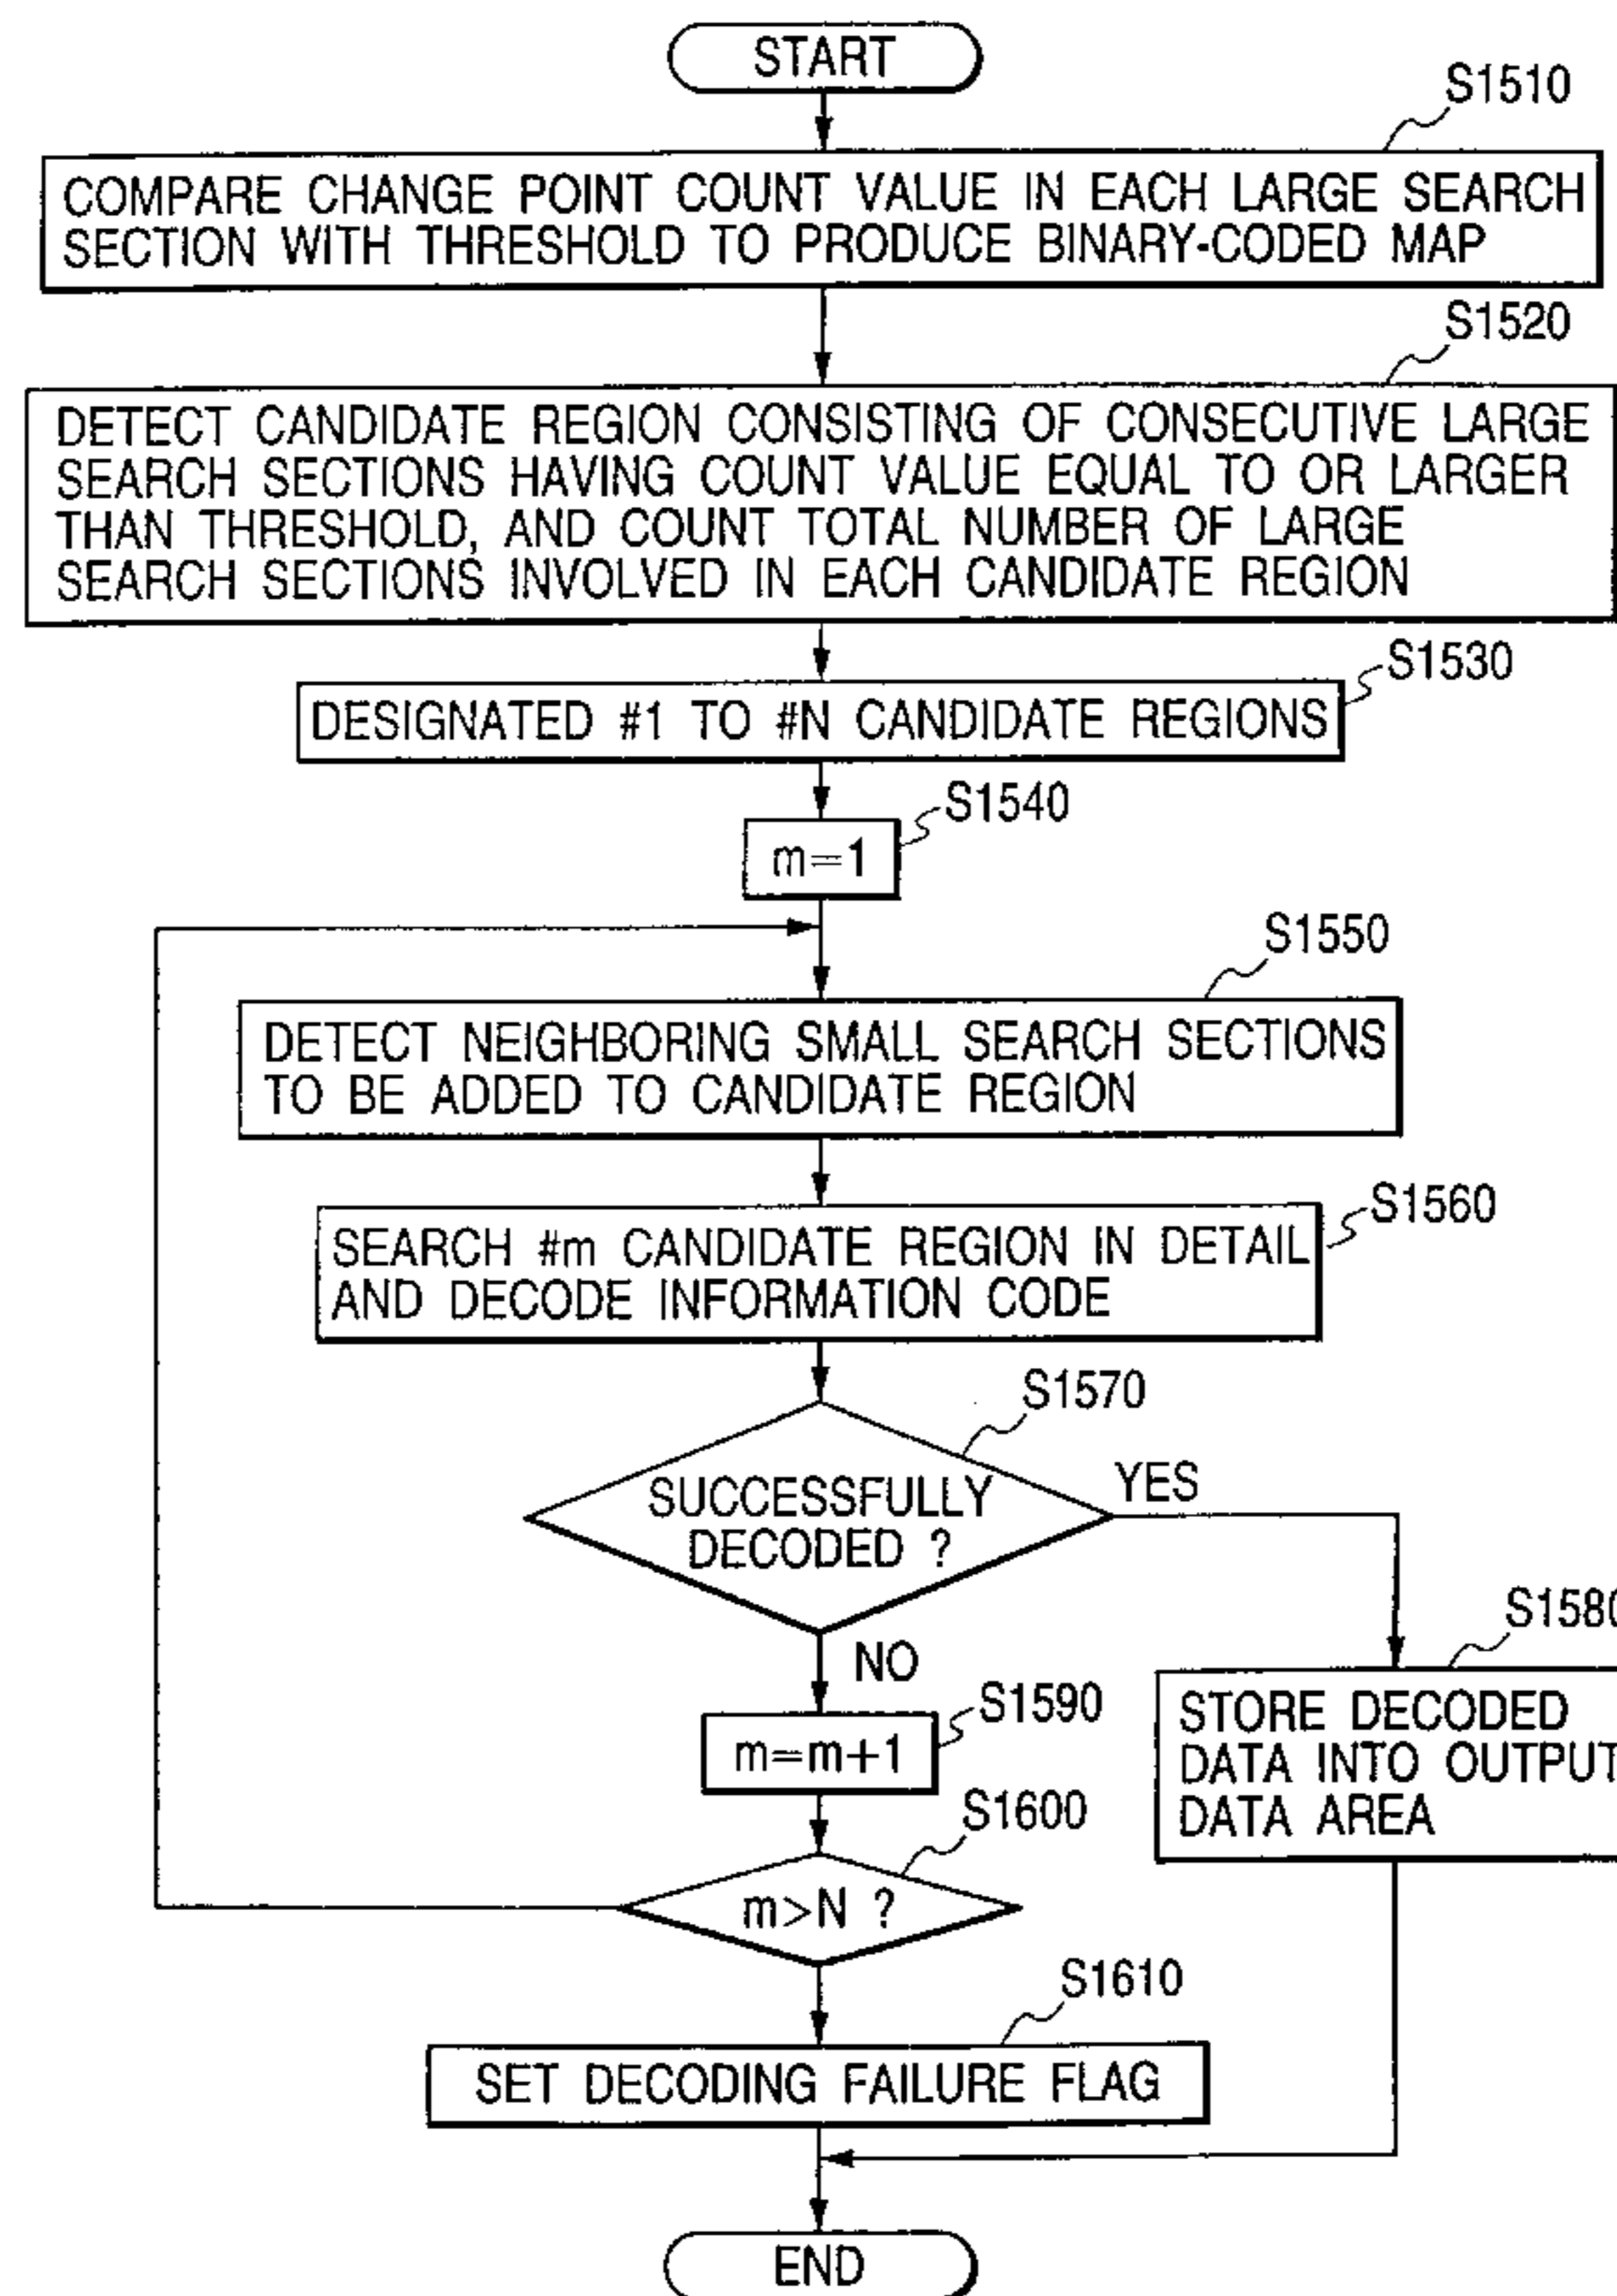 START
S1510
COMPARE CHANGE POINT COUNT VALUE IN EACH LARGE SEARCH
SECTION WITH THRESHOLD TO PRODUCE BINARY-CODED MAP
S1520
DETECT CANDIDATE REGION CONSISTING OF CONSECUTIVE LARGE
SEARCH SECTIONS HAVING COUNT VALUE EQUAL TO OR LARGER
THAN THRESHOLD, AND COUNT TOTAL NUMBER OF LARGE
SEARCH SECTIONS INVOLVED IN EACH CANDIDATE REGION
S1530
DESIGNATED #1 TO #N CANDIDATE REGIONS
S1540
m=1
S1550
DETECT NEIGHBORING SMALL SEARCH SECTIONS
TO BE ADDED TO CANDIDATE REGION
S1560
SEARCH #m CANDIDATE REGION IN DETAIL
AND DECODE INFORMATION CODE
S1570
SUCCESSFULLY
DECODED ?
YES
NO
S1580
STORE DECODED
DATA INTO OUTPUT
DATA AREA
S1590
m=m+1
S1600
m>N ?
S1610
SET DECODING FAILURE FLAG
END